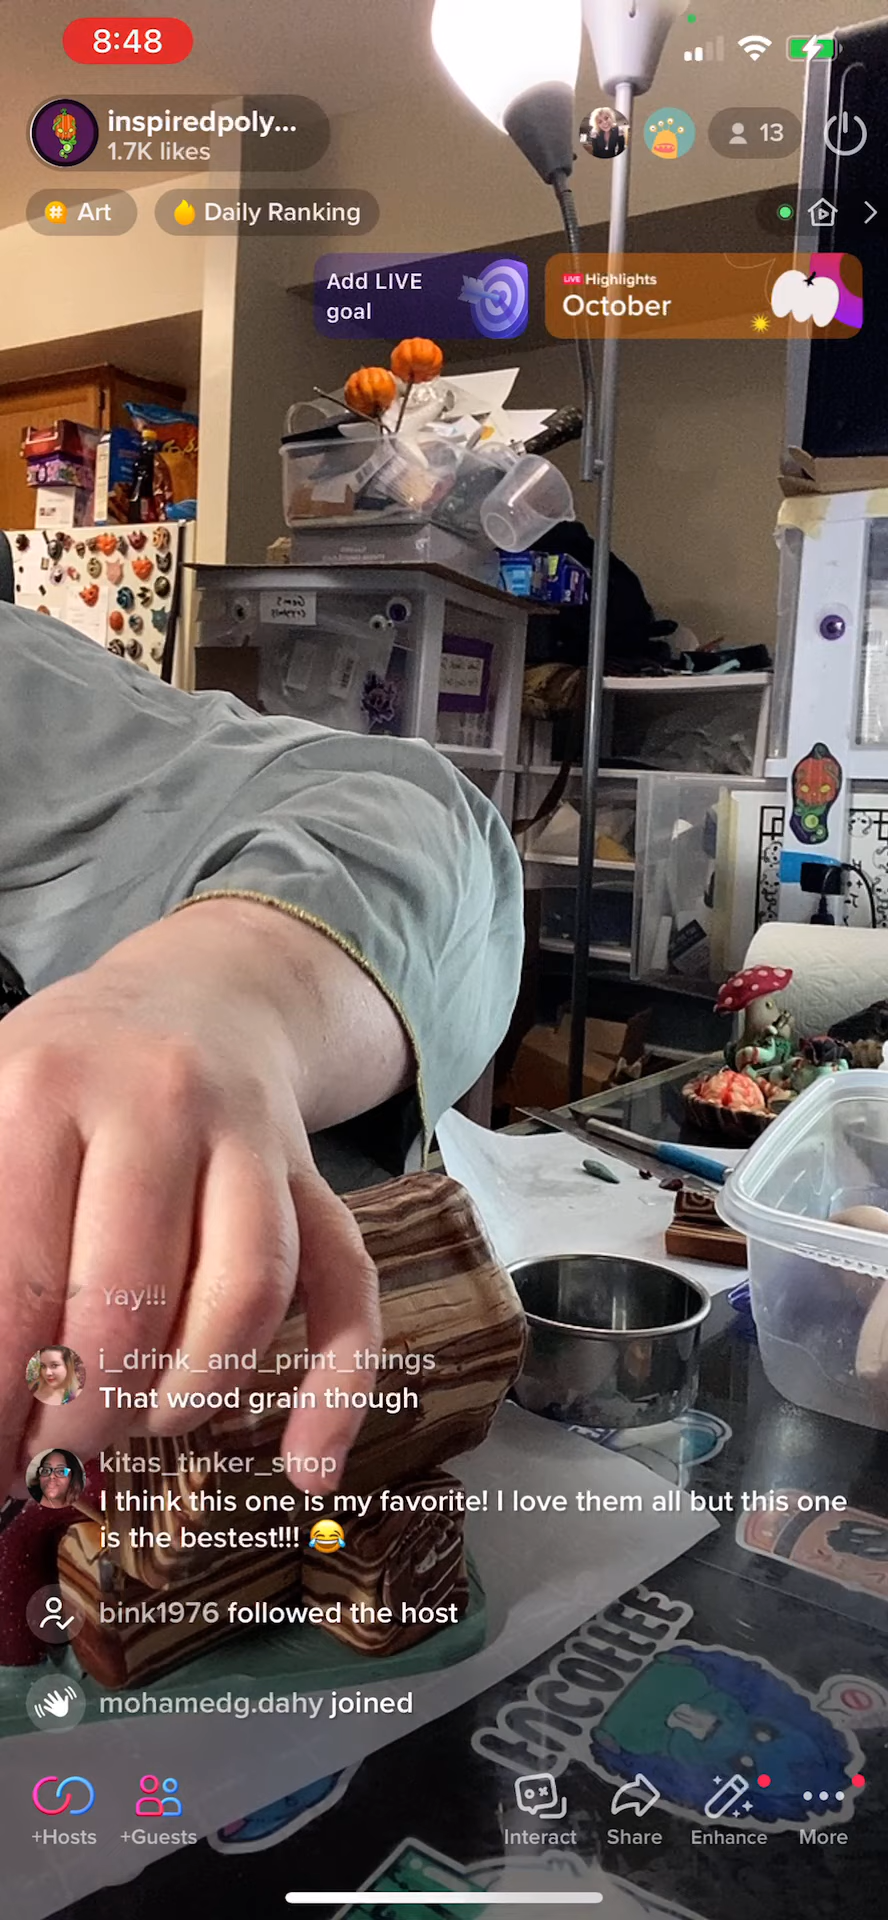 8:48
inspiredpoly...
1.7K likes
13
Art
Daily Ranking
Add LIVE
goal
LIVE Highlights
October
Yay!!!
i_drink_and_print_things
That wood grain though
kitas_tinker_shop
I think this one is my favorite! I love them all but this one
is the bestest!!! 😂
bink1976 followed the host
mohamedg.dahy joined
ENCOFFEE
+Hosts
+Guests
Interact
Share
Enhance
More